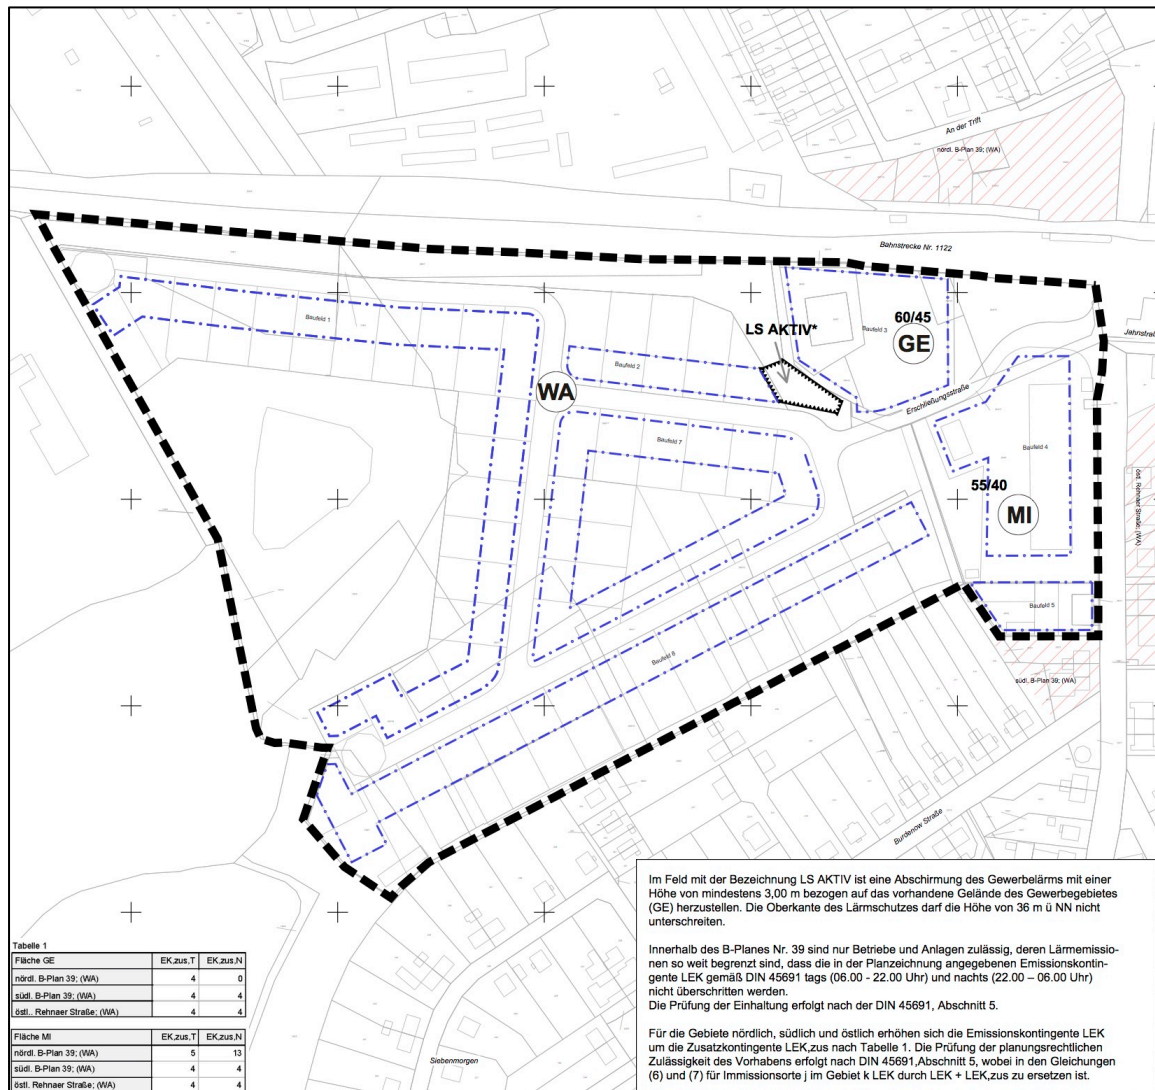 An der Trift
nördl. B-Plan 39; (WA)
Bahnstrecke Nr. 1122
Jahnstraße
60/45
LS AKTIV*
Baufeld 3
GE
Baufeld 1
Baufeld 2
WA
Erschließungsstraße
Baufeld 7
Baufeld 4
55/40
MI
östl. Rehnaer Straße; (WA)
Baufeld 5
Baufeld 6
südl. B-Plan 39; (WA)
Burdenow Straße
Siebenmorgen
Im Feld mit der Bezeichnung LS AKTIV ist eine Abschirmung des Gewerbelärms mit einer
Höhe von mindestens 3,00 m bezogen auf das vorhandene Gelände des Gewerbegebietes
(GE) herzustellen. Die Oberkante des Lärmschutzes darf die Höhe von 36 m ü NN nicht
unterschreiten.
Innerhalb des B-Planes Nr. 39 sind nur Betriebe und Anlagen zulässig, deren Lärmemissio-
nen so weit begrenzt sind, dass die in der Planzeichnung angegebenen Emissionskontin-
gente LEK gemäß DIN 45691 tags (06.00 - 22.00 Uhr) und nachts (22.00 – 06.00 Uhr)
nicht überschritten werden.
Die Prüfung der Einhaltung erfolgt nach der DIN 45691, Abschnitt 5.
Für die Gebiete nördlich, südlich und östlich erhöhen sich die Emissionskontingente LEK
um die Zusatzkontingente LEK,zus nach Tabelle 1. Die Prüfung der planungsrechtlichen
Zulässigkeit des Vorhabens erfolgt nach DIN 45691,Abschnitt 5, wobei in den Gleichungen
(6) und (7) für Immissionsorte j im Gebiet k LEK durch LEK + LEK,zus zu ersetzen ist.
Tabelle 1
Fläche GE EK,zus,T EK,zus,N
nördl. B-Plan 39; (WA) 4 0
südl. B-Plan 39; (WA) 4 4
östl.. Rehnaer Straße; (WA) 4 4
Fläche MI EK,zus,T EK,zus,N
nördl. B-Plan 39; (WA) 5 13
südl. B-Plan 39; (WA) 4 4
östl. Rehnaer Straße; (WA) 4 4